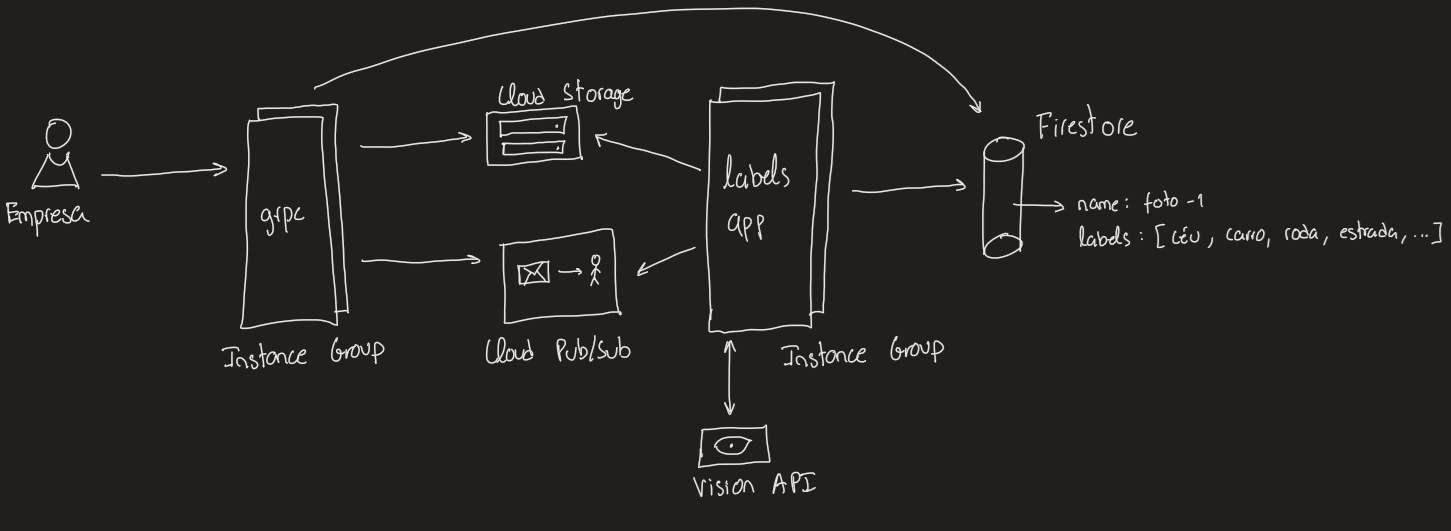 Cloud Storage
Firestore
Empresa
grpc
labels
app
name: foto-1
labels: [céu, carro, roda, estrada, ...]
Instance Group
Cloud Pub/Sub
Instance Group
Vision API